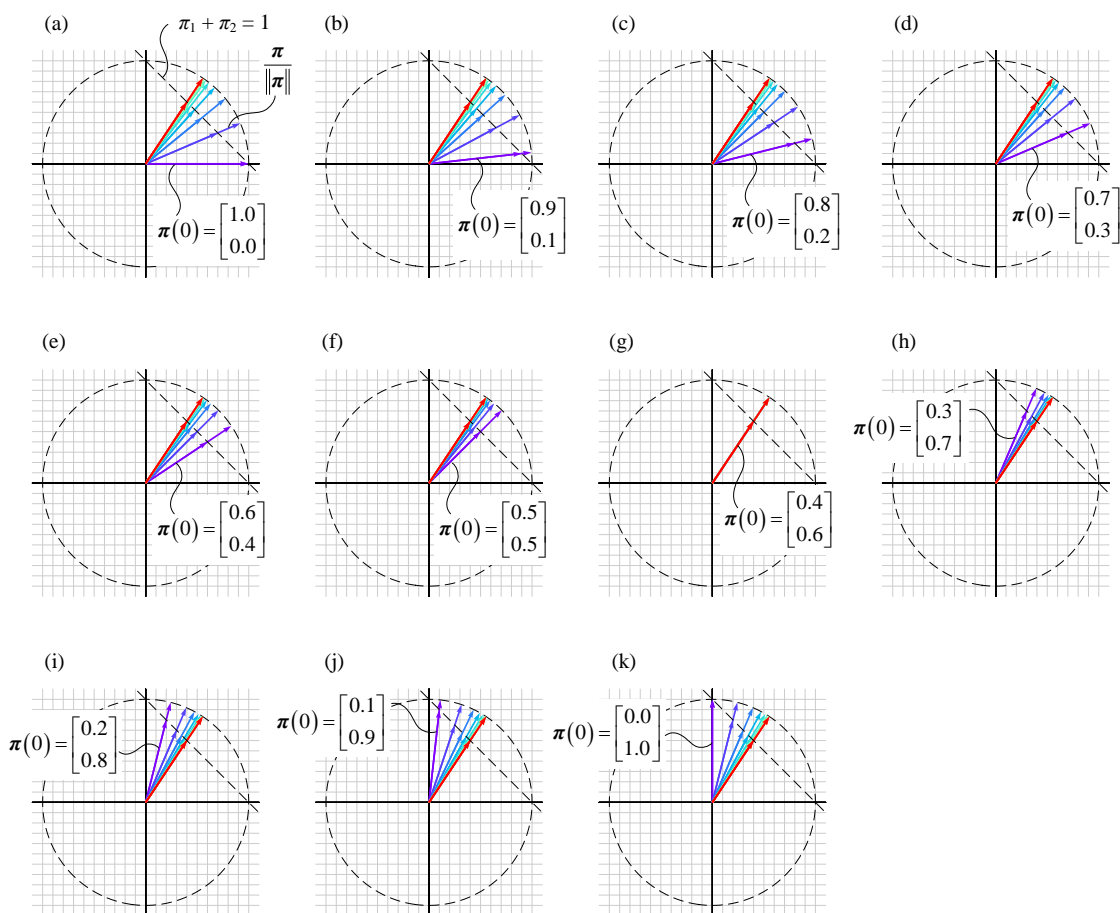 (a)
π₁ + π₂ = 1
π
‖π‖
π(0) = [1.0
0.0]
(b)
π(0) = [0.9
0.1]
(c)
π(0) = [0.8
0.2]
(d)
π(0) = [0.7
0.3]
(e)
π(0) = [0.6
0.4]
(f)
π(0) = [0.5
0.5]
(g)
π(0) = [0.4
0.6]
(h)
π(0) = [0.3
0.7]
(i)
π(0) = [0.2
0.8]
(j)
π(0) = [0.1
0.9]
(k)
π(0) = [0.0
1.0]